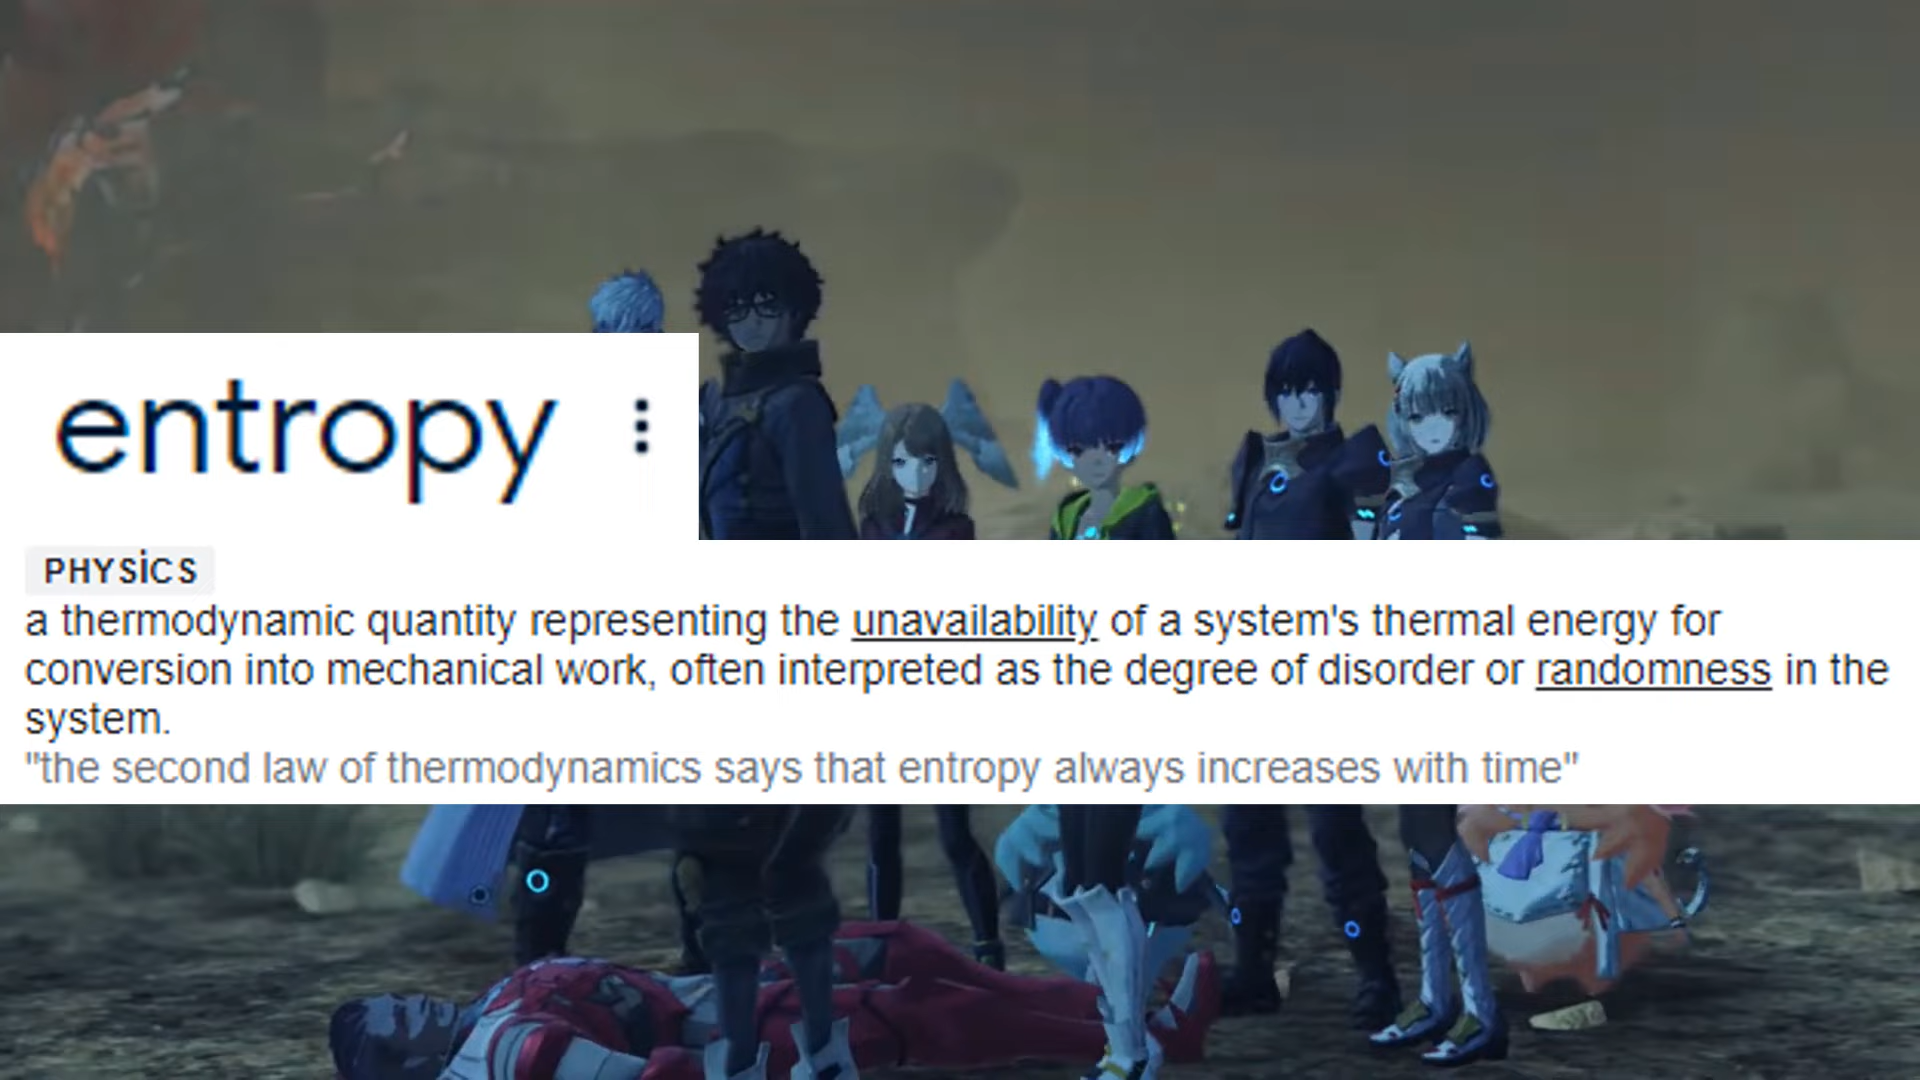 entropy
PHYSİCS
a thermodynamic quantity representing the unavailability of a system's thermal energy for
conversion into mechanical work, often interpreted as the degree of disorder or randomness in the
system.
"the second law of thermodynamics says that entropy always increases with time"